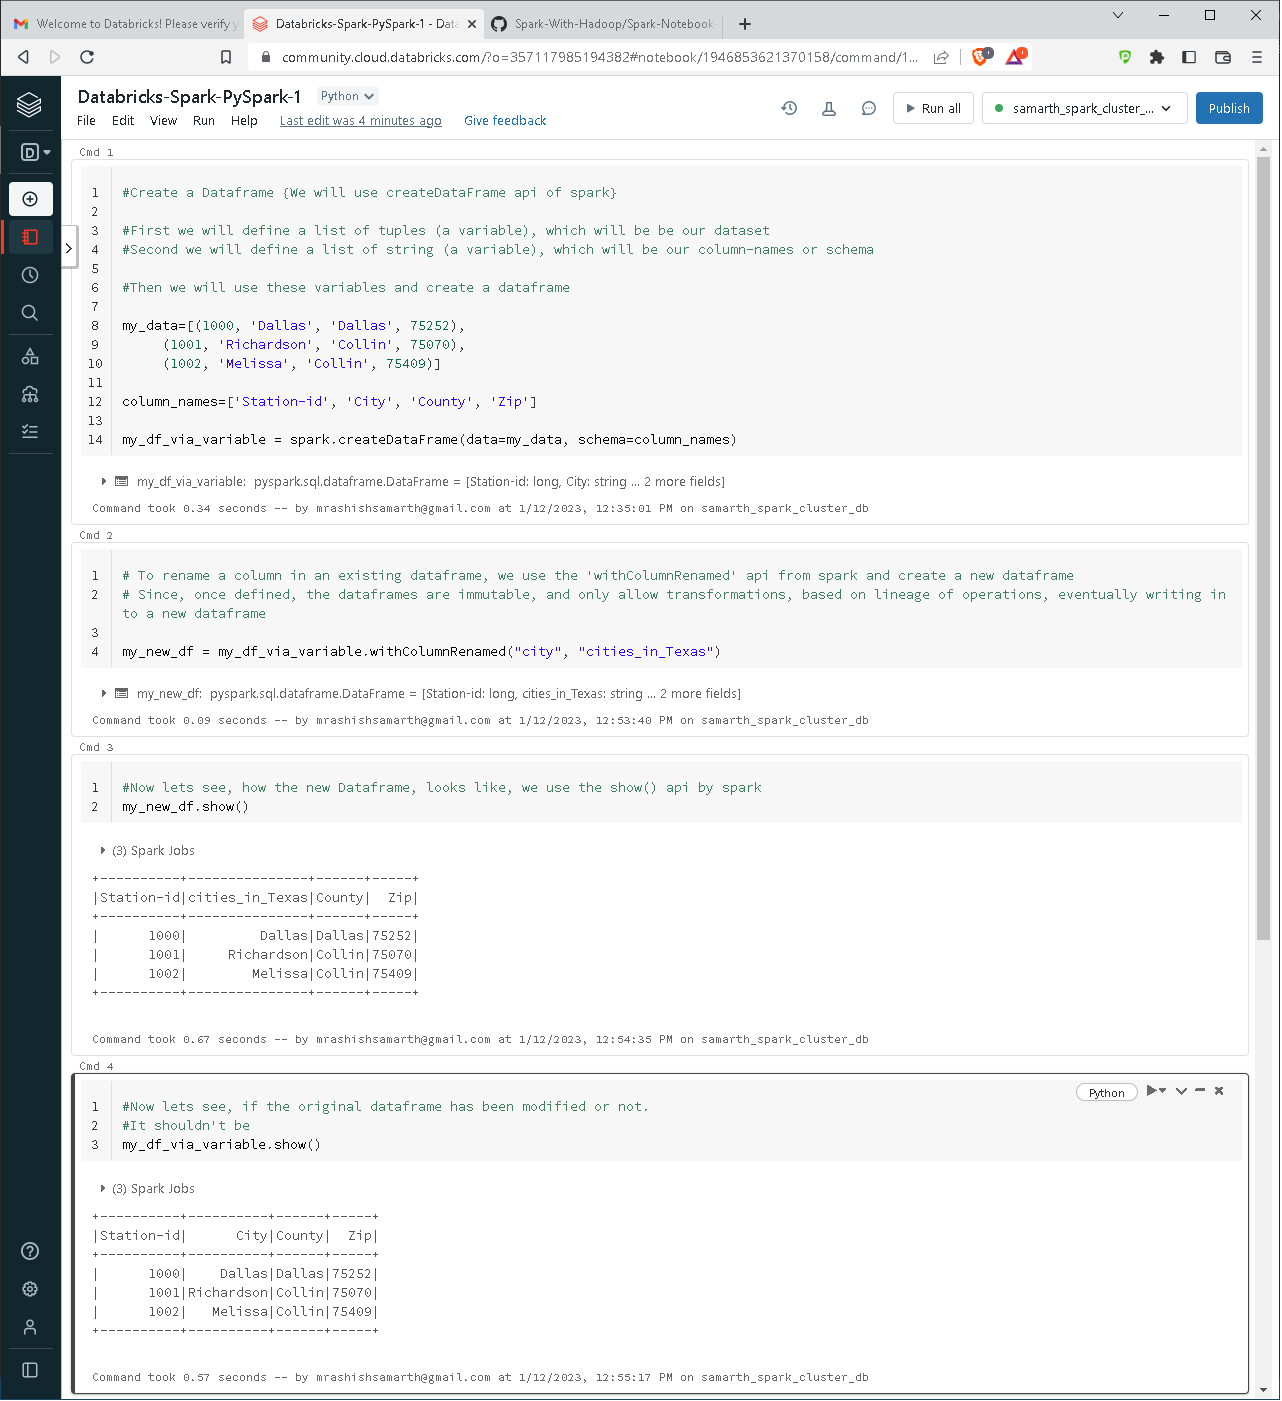 Welcome to Databricks! Please verify y
Databricks-Spark-PySpark-1 - Data
Spark-With-Hadoop/Spark-Notebook
community.cloud.databricks.com/?o=357117985194382#notebook/1946853621370158/command/1...
Databricks-Spark-PySpark-1 Python
File Edit View Run Help Last edit was 4 minutes ago Give feedback
Run all samarth_spark_cluster_... Publish
D
Cmd 1
1 #Create a Dataframe {We will use createDataFrame api of spark}
2
3 #First we will define a list of tuples (a variable), which will be be our dataset
4 #Second we will define a list of string (a variable), which will be our column-names or schema
5
6 #Then we will use these variables and create a dataframe
7
8 my_data=[(1000, 'Dallas', 'Dallas', 75252),
9 (1001, 'Richardson', 'Collin', 75070),
10 (1002, 'Melissa', 'Collin', 75409)]
11
12 column_names=['Station-id', 'City', 'County', 'Zip']
13
14 my_df_via_variable = spark.createDataFrame(data=my_data, schema=column_names)
my_df_via_variable: pyspark.sql.dataframe.DataFrame = [Station-id: long, City: string ... 2 more fields]
Command took 0.34 seconds -- by mrashishsamarth@gmail.com at 1/12/2023, 12:35:01 PM on samarth_spark_cluster_db
Cmd 2
1 # To rename a column in an existing dataframe, we use the 'withColumnRenamed' api from spark and create a new dataframe
2 # Since, once defined, the dataframes are immutable, and only allow transformations, based on lineage of operations, eventually writing in
to a new dataframe
3
4 my_new_df = my_df_via_variable.withColumnRenamed("city", "cities_in_Texas")
my_new_df: pyspark.sql.dataframe.DataFrame = [Station-id: long, cities_in_Texas: string ... 2 more fields]
Command took 0.09 seconds -- by mrashishsamarth@gmail.com at 1/12/2023, 12:53:40 PM on samarth_spark_cluster_db
Cmd 3
1 #Now lets see, how the new Dataframe, looks like, we use the show() api by spark
2 my_new_df.show()
(3) Spark Jobs
+----------+---------------+------+-----+
|Station-id|cities_in_Texas|County|  Zip|
+----------+---------------+------+-----+
|      1000|         Dallas|Dallas|75252|
|      1001|     Richardson|Collin|75070|
|      1002|        Melissa|Collin|75409|
+----------+---------------+------+-----+
Command took 0.67 seconds -- by mrashishsamarth@gmail.com at 1/12/2023, 12:54:35 PM on samarth_spark_cluster_db
Cmd 4
Python
1 #Now lets see, if the original dataframe has been modified or not.
2 #It shouldn't be
3 my_df_via_variable.show()
(3) Spark Jobs
+----------+----------+------+-----+
|Station-id|      City|County|  Zip|
+----------+----------+------+-----+
|      1000|    Dallas|Dallas|75252|
|      1001|Richardson|Collin|75070|
|      1002|   Melissa|Collin|75409|
+----------+----------+------+-----+
Command took 0.57 seconds -- by mrashishsamarth@gmail.com at 1/12/2023, 12:55:17 PM on samarth_spark_cluster_db